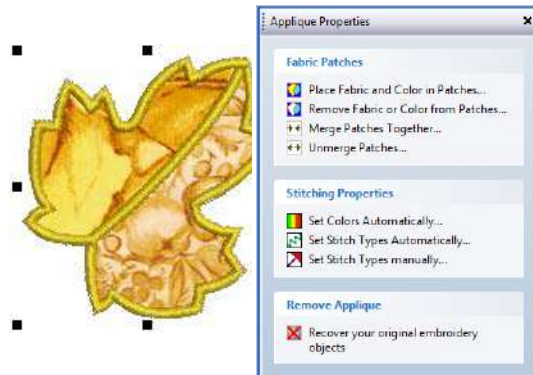 Applique Properties
Fabric Patches
Place Fabric and Color in Patches...
Remove Fabric or Color from Patches...
Merge Patches Together...
Unmerge Patches...
Stitching Properties
Set Colors Automatically...
Set Stitch Types Automatically...
Set Stitch Types manually...
Remove Applique
Recover your original embroidery
objects